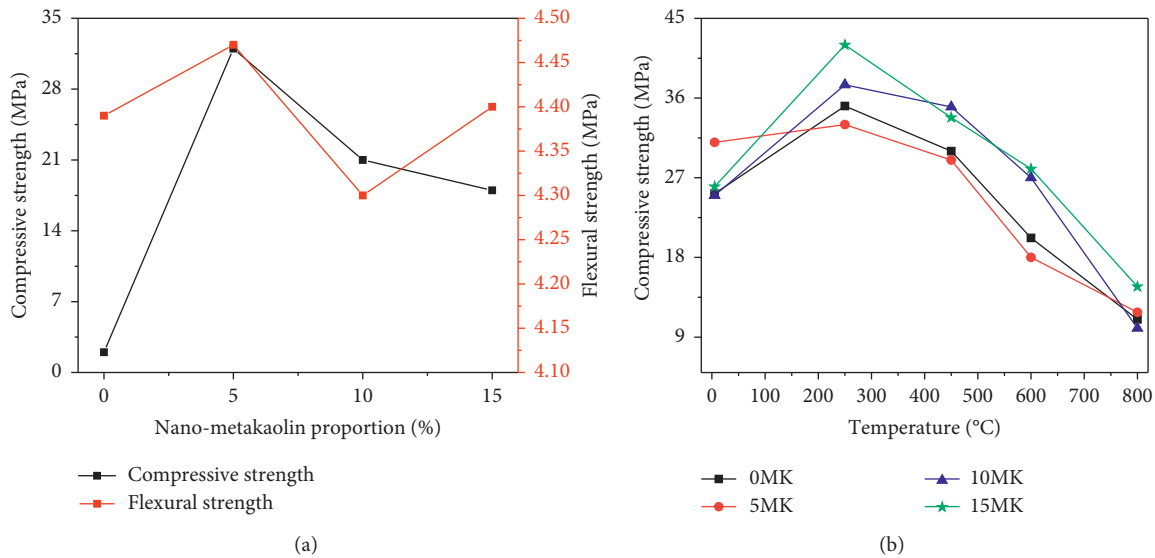 35
28
21
14
7
0
Compressive strength (MPa)
4.50
4.45
4.40
4.35
4.30
4.25
4.20
4.15
4.10
Flexural strength (MPa)
0 5 10 15
Nano-metakaolin proportion (%)
Compressive strength
Flexural strength
(a)
45
36
27
18
9
Compressive strength (MPa)
0 100 200 300 400 500 600 700 800
Temperature (°C)
0MK
5MK
10MK
15MK
(b)